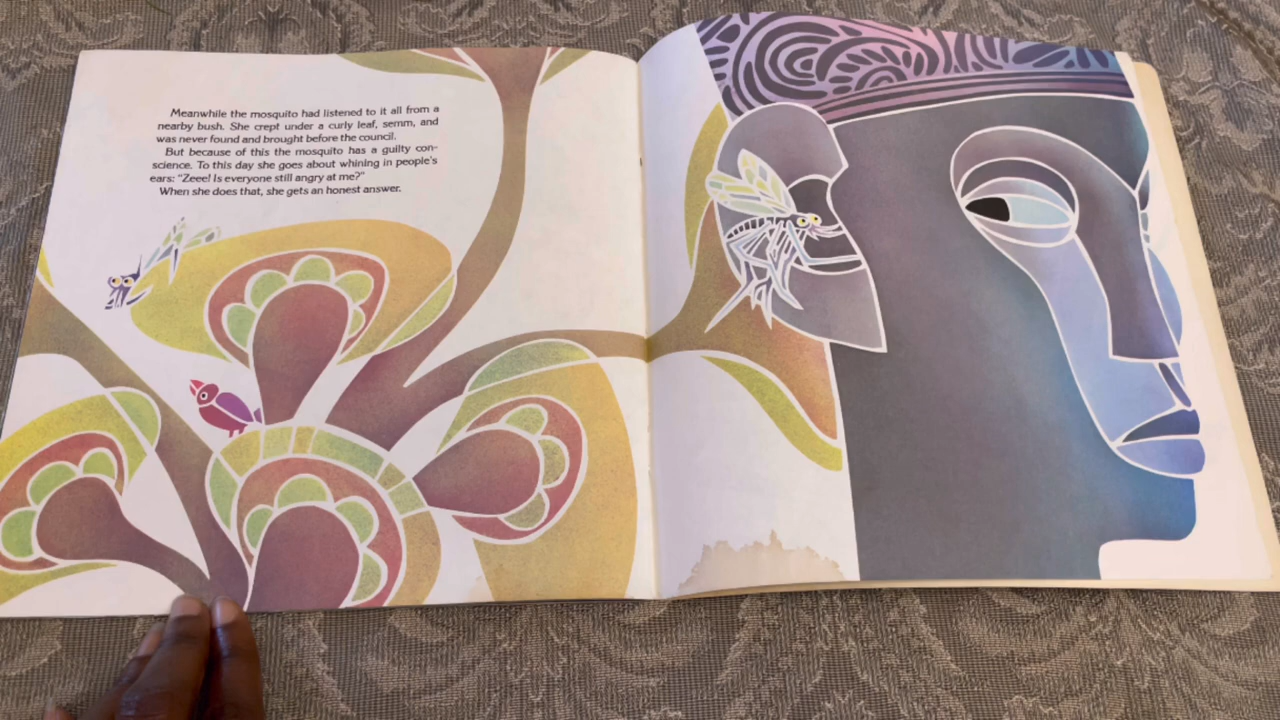 Meanwhile the mosquito had listened to it all from a
nearby bush. She crept under a curly leaf, semm, and
was never found and brought before the council.
But because of this the mosquito has a guilty con-
science. To this day she goes about whining in people's
ears: "Zeee! Is everyone still angry at me?"
When she does that, she gets an honest answer.